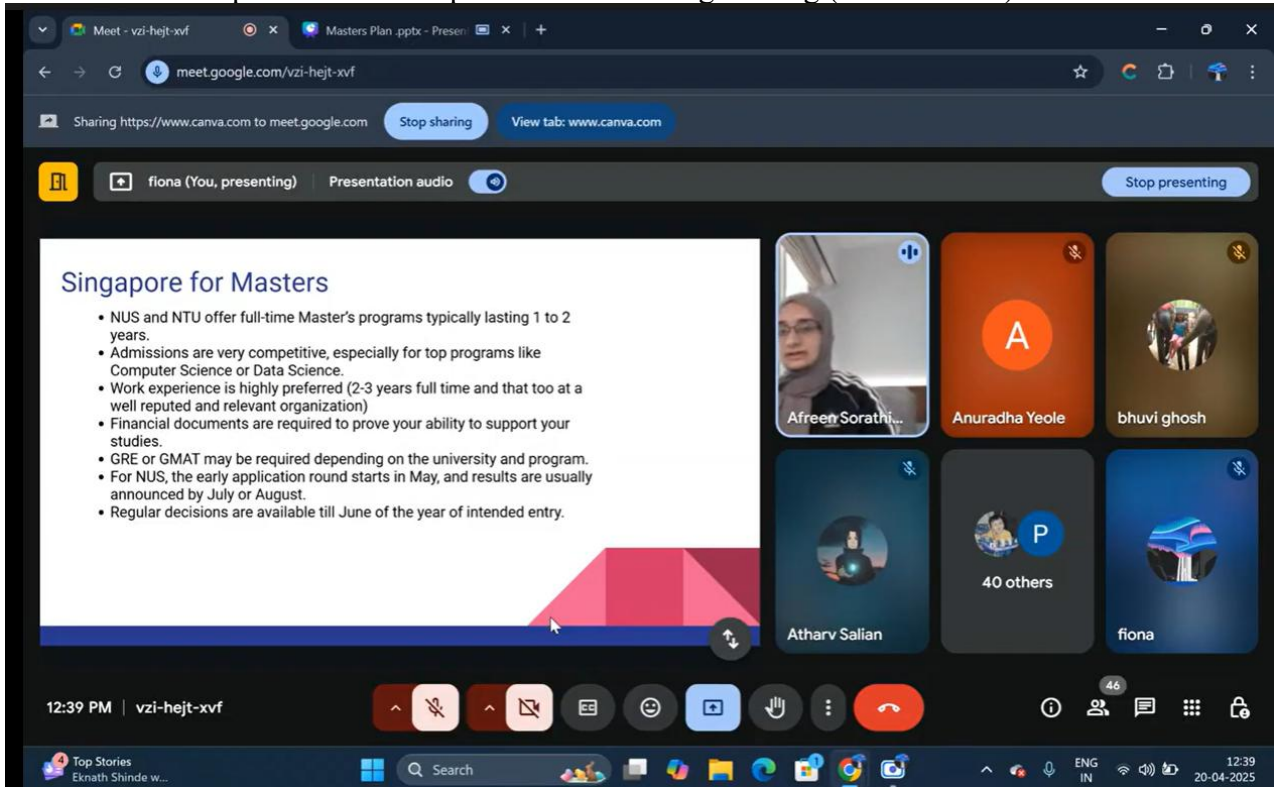 Meet - vzi-hejt-xvf
Masters Plan .pptx - Presen
meet.google.com/vzi-hejt-xvf
Sharing https://www.canva.com to meet.google.com
Stop sharing
View tab: www.canva.com
fiona (You, presenting)
Presentation audio
Stop presenting
Singapore for Masters
• NUS and NTU offer full-time Master's programs typically lasting 1 to 2
years.
• Admissions are very competitive, especially for top programs like
Computer Science or Data Science.
• Work experience is highly preferred (2-3 years full time and that too at a
well reputed and relevant organization)
• Financial documents are required to prove your ability to support your
studies.
• GRE or GMAT may be required depending on the university and program.
• For NUS, the early application round starts in May, and results are usually
announced by July or August.
• Regular decisions are available till June of the year of intended entry.
Afreen Sorathi...
A
Anuradha Yeole
bhuvi ghosh
Atharv Salian
P
40 others
fiona
12:39 PM | vzi-hejt-xvf
46
4
Top Stories
Eknath Shinde w...
Search
ENG
IN
12:39
20-04-2025